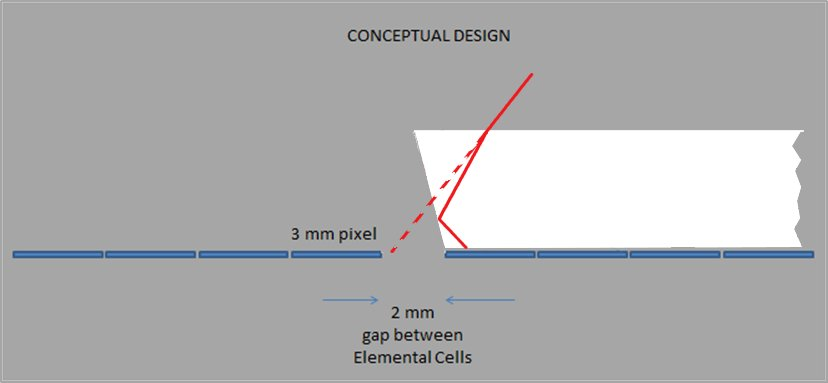 CONCEPTUAL DESIGN
3 mm pixel
2 mm
gap between
Elemental Cells